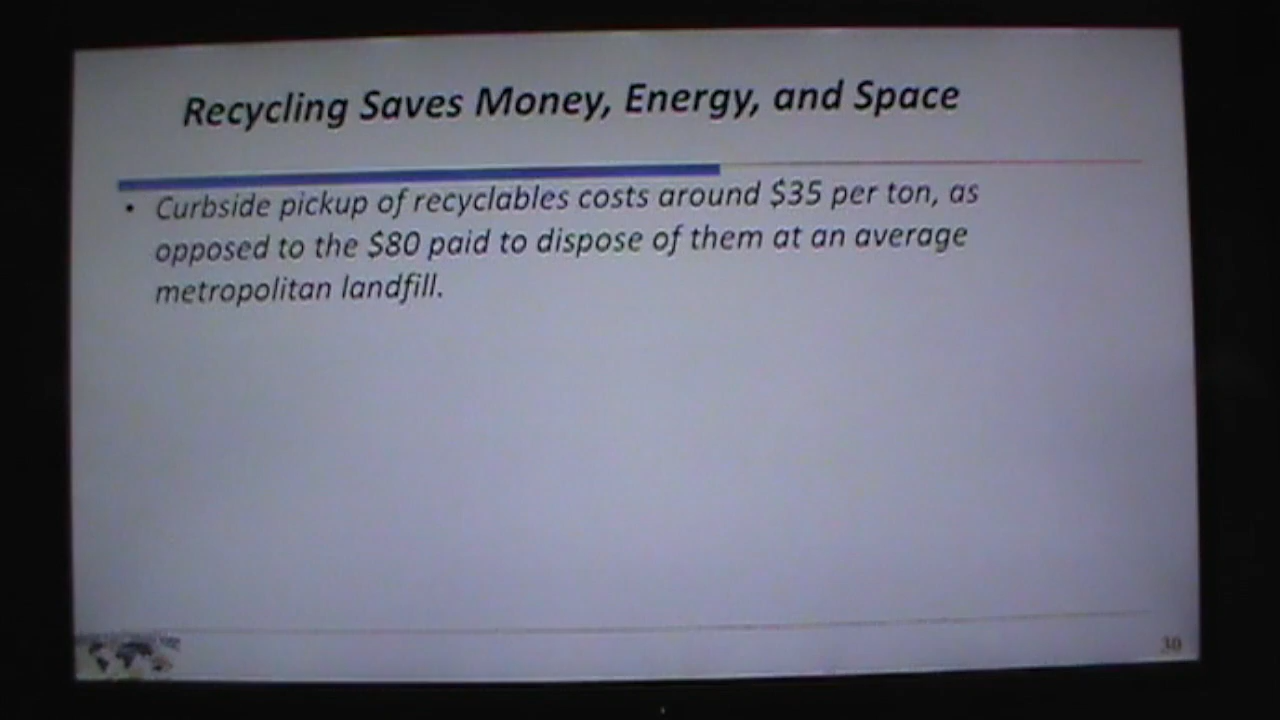 Recycling Saves Money, Energy, and Space
• Curbside pickup of recyclables costs around $35 per ton, as
opposed to the $80 paid to dispose of them at an average
metropolitan landfill.
30